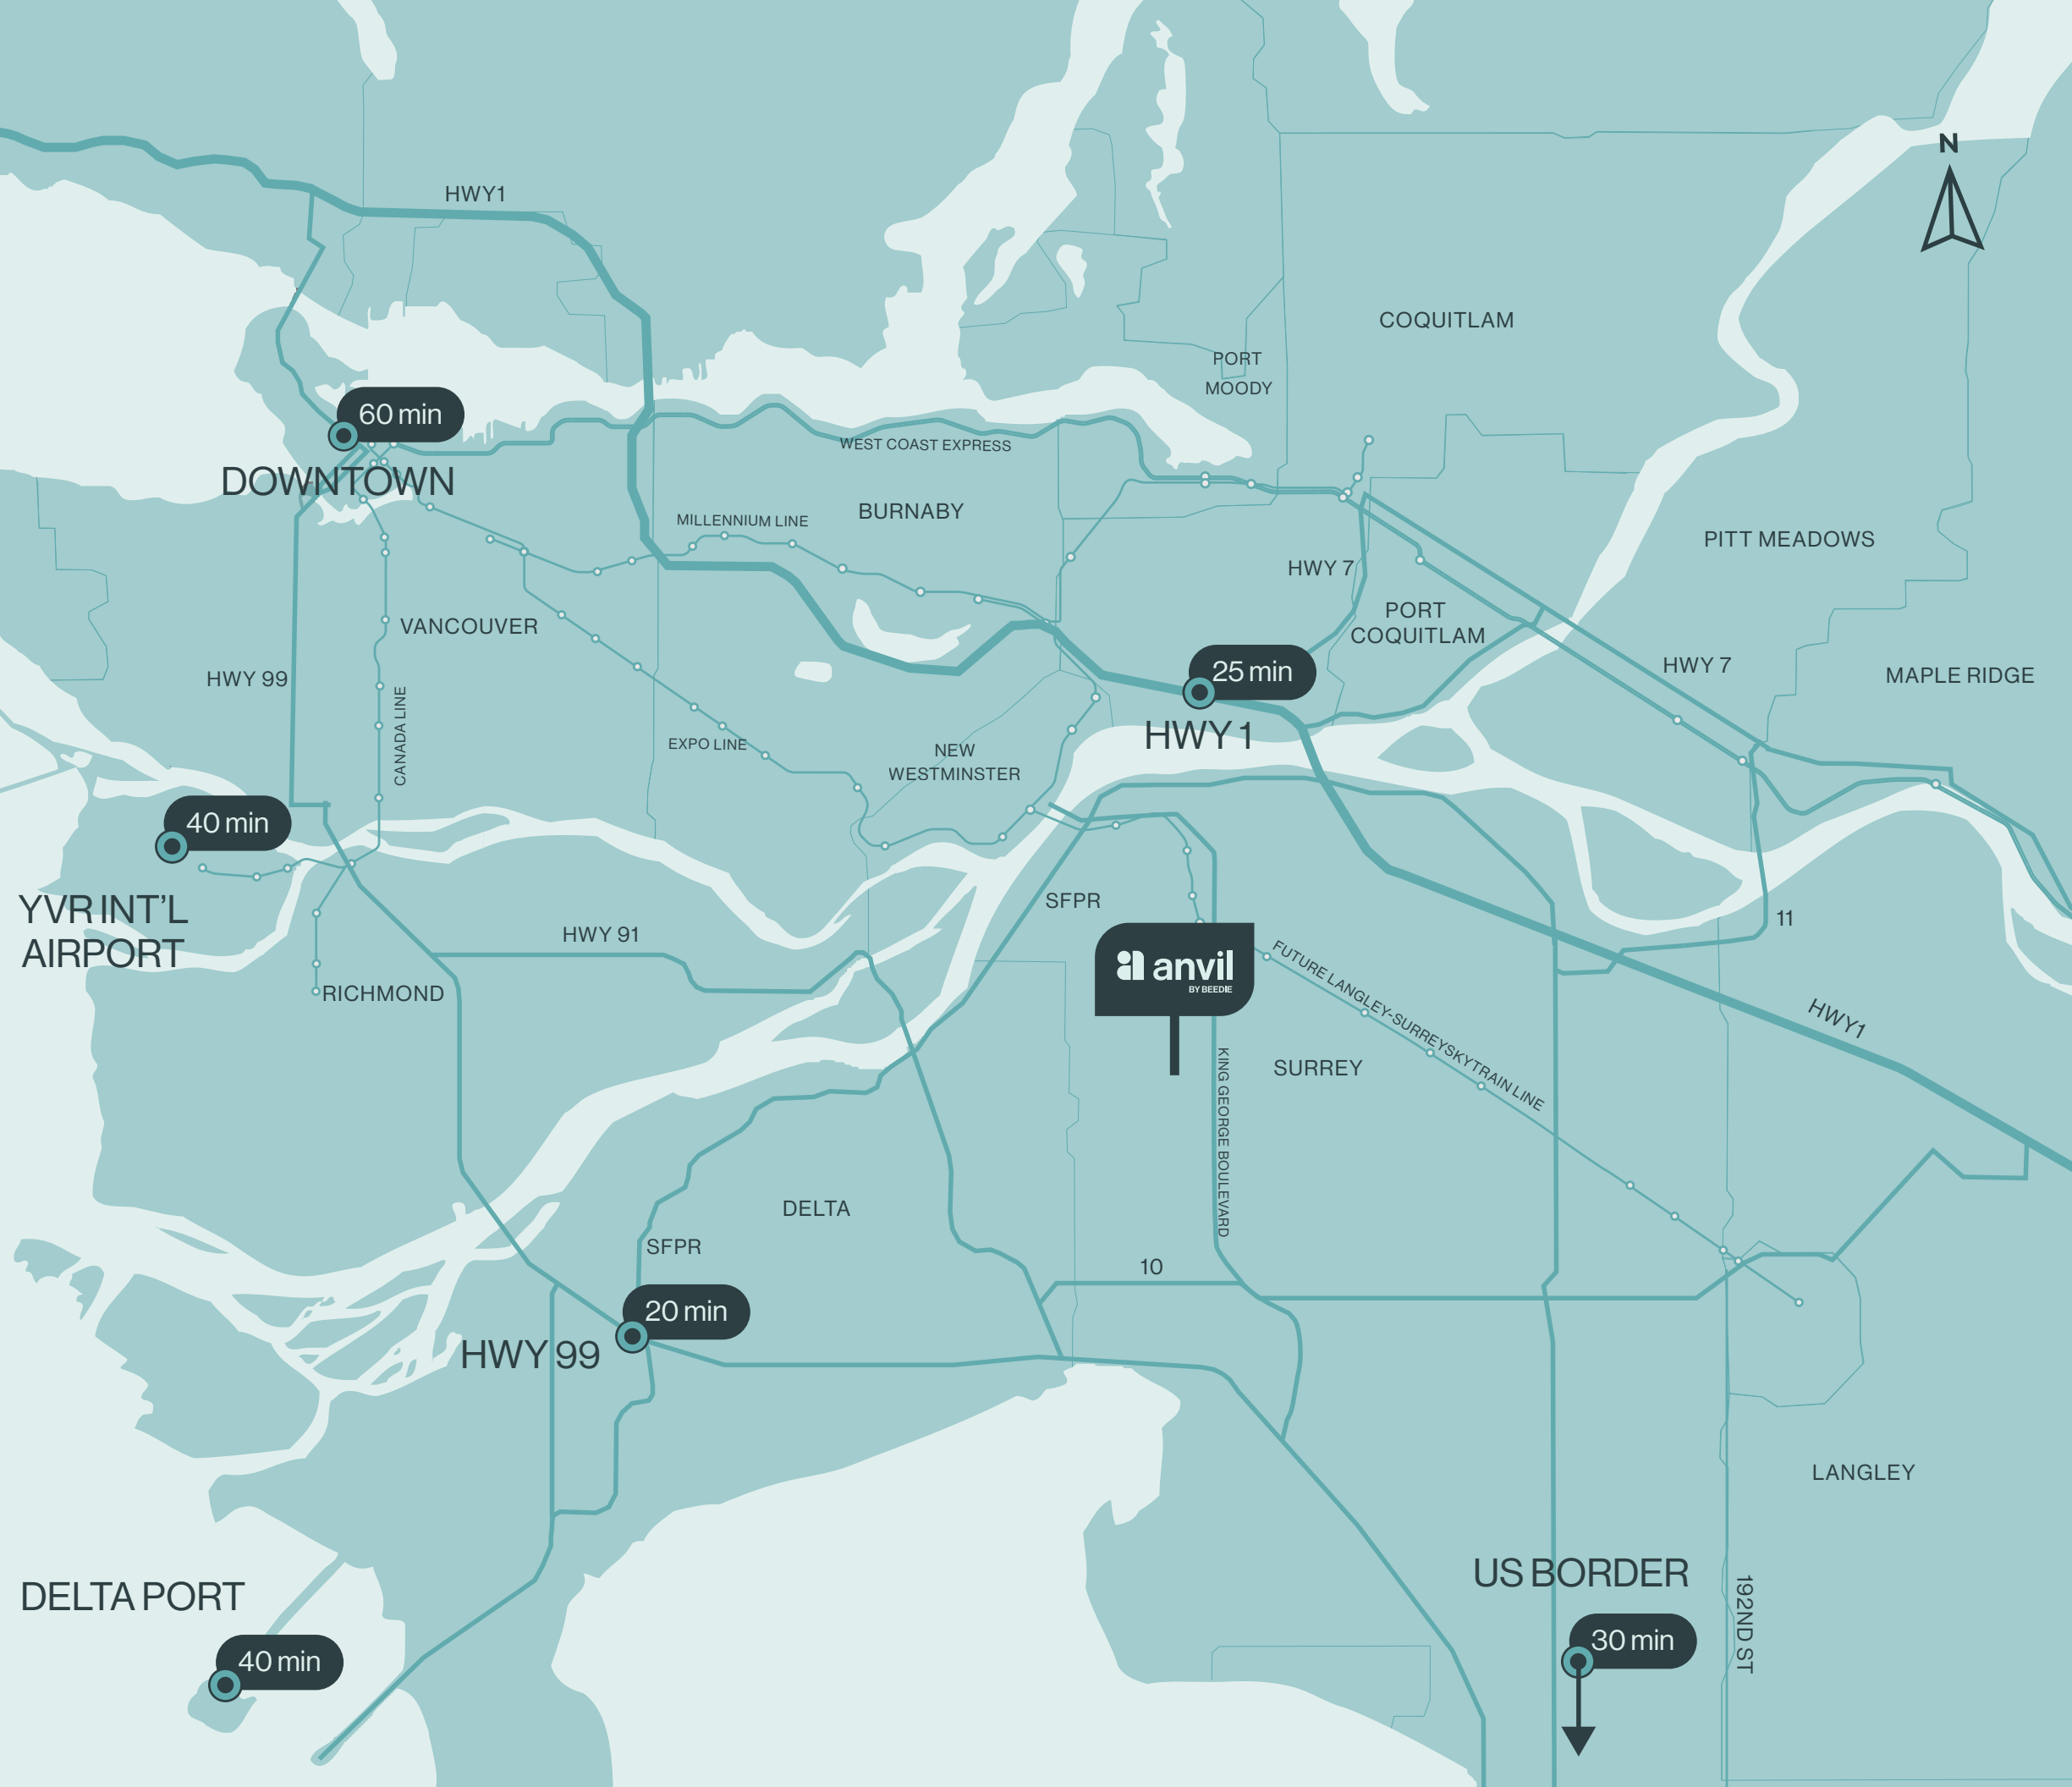 N
HWY1
COQUITLAM
PORT
MOODY
60 min
DOWNTOWN
WEST COAST EXPRESS
BURNABY
MILLENNIUM LINE
PITT MEADOWS
HWY 7
PORT
COQUITLAM
VANCOUVER
HWY 99
HWY 7
MAPLE RIDGE
25 min
HWY 1
CANADA LINE
EXPO LINE
NEW
WESTMINSTER
40 min
YVR INT'L
AIRPORT
SFPR
11
HWY 91
anvil
BY BEEDIE
FUTURE LANGLEY-SURREY SKYTRAIN LINE
RICHMOND
HWY1
KING GEORGE BOULEVARD
SURREY
DELTA
SFPR
10
20 min
HWY 99
LANGLEY
US BORDER
DELTA PORT
192ND ST
30 min
40 min